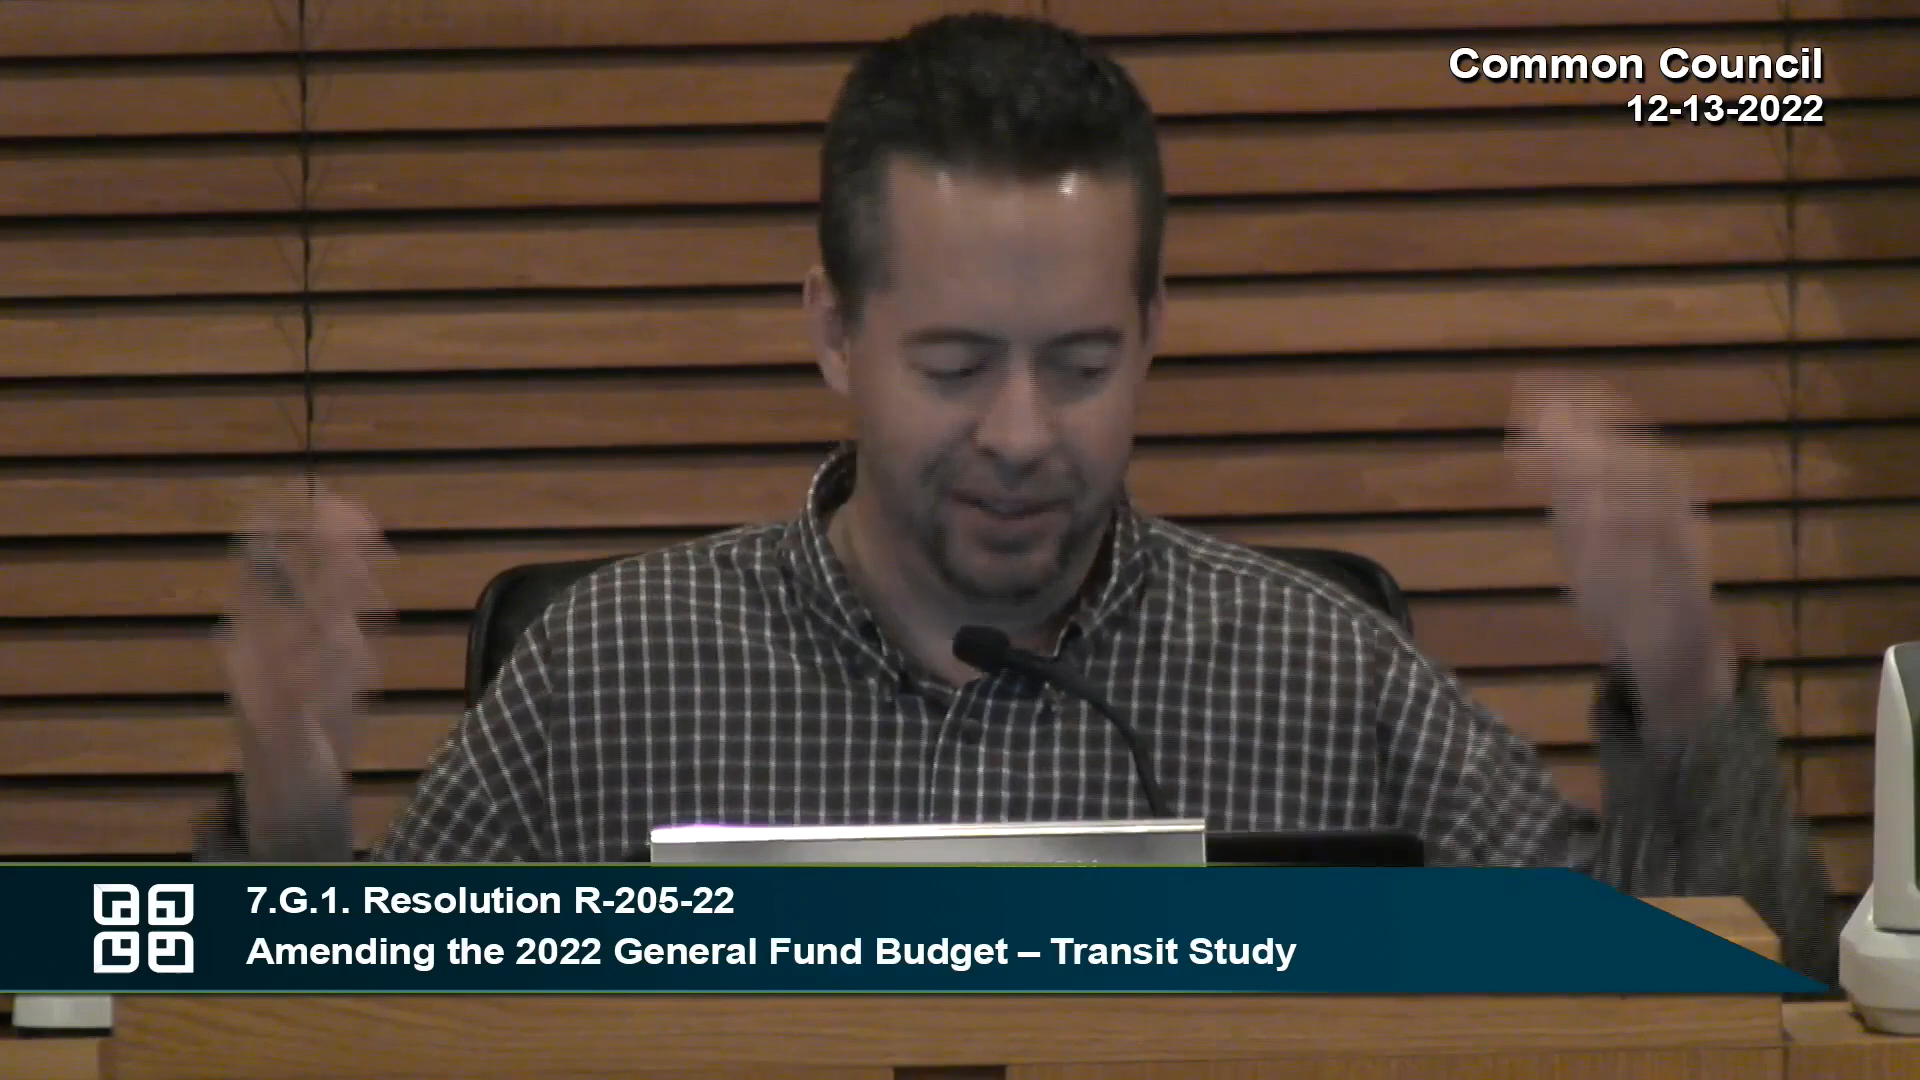 Common Council
12-13-2022
7.G.1. Resolution R-205-22
Amending the 2022 General Fund Budget – Transit Study